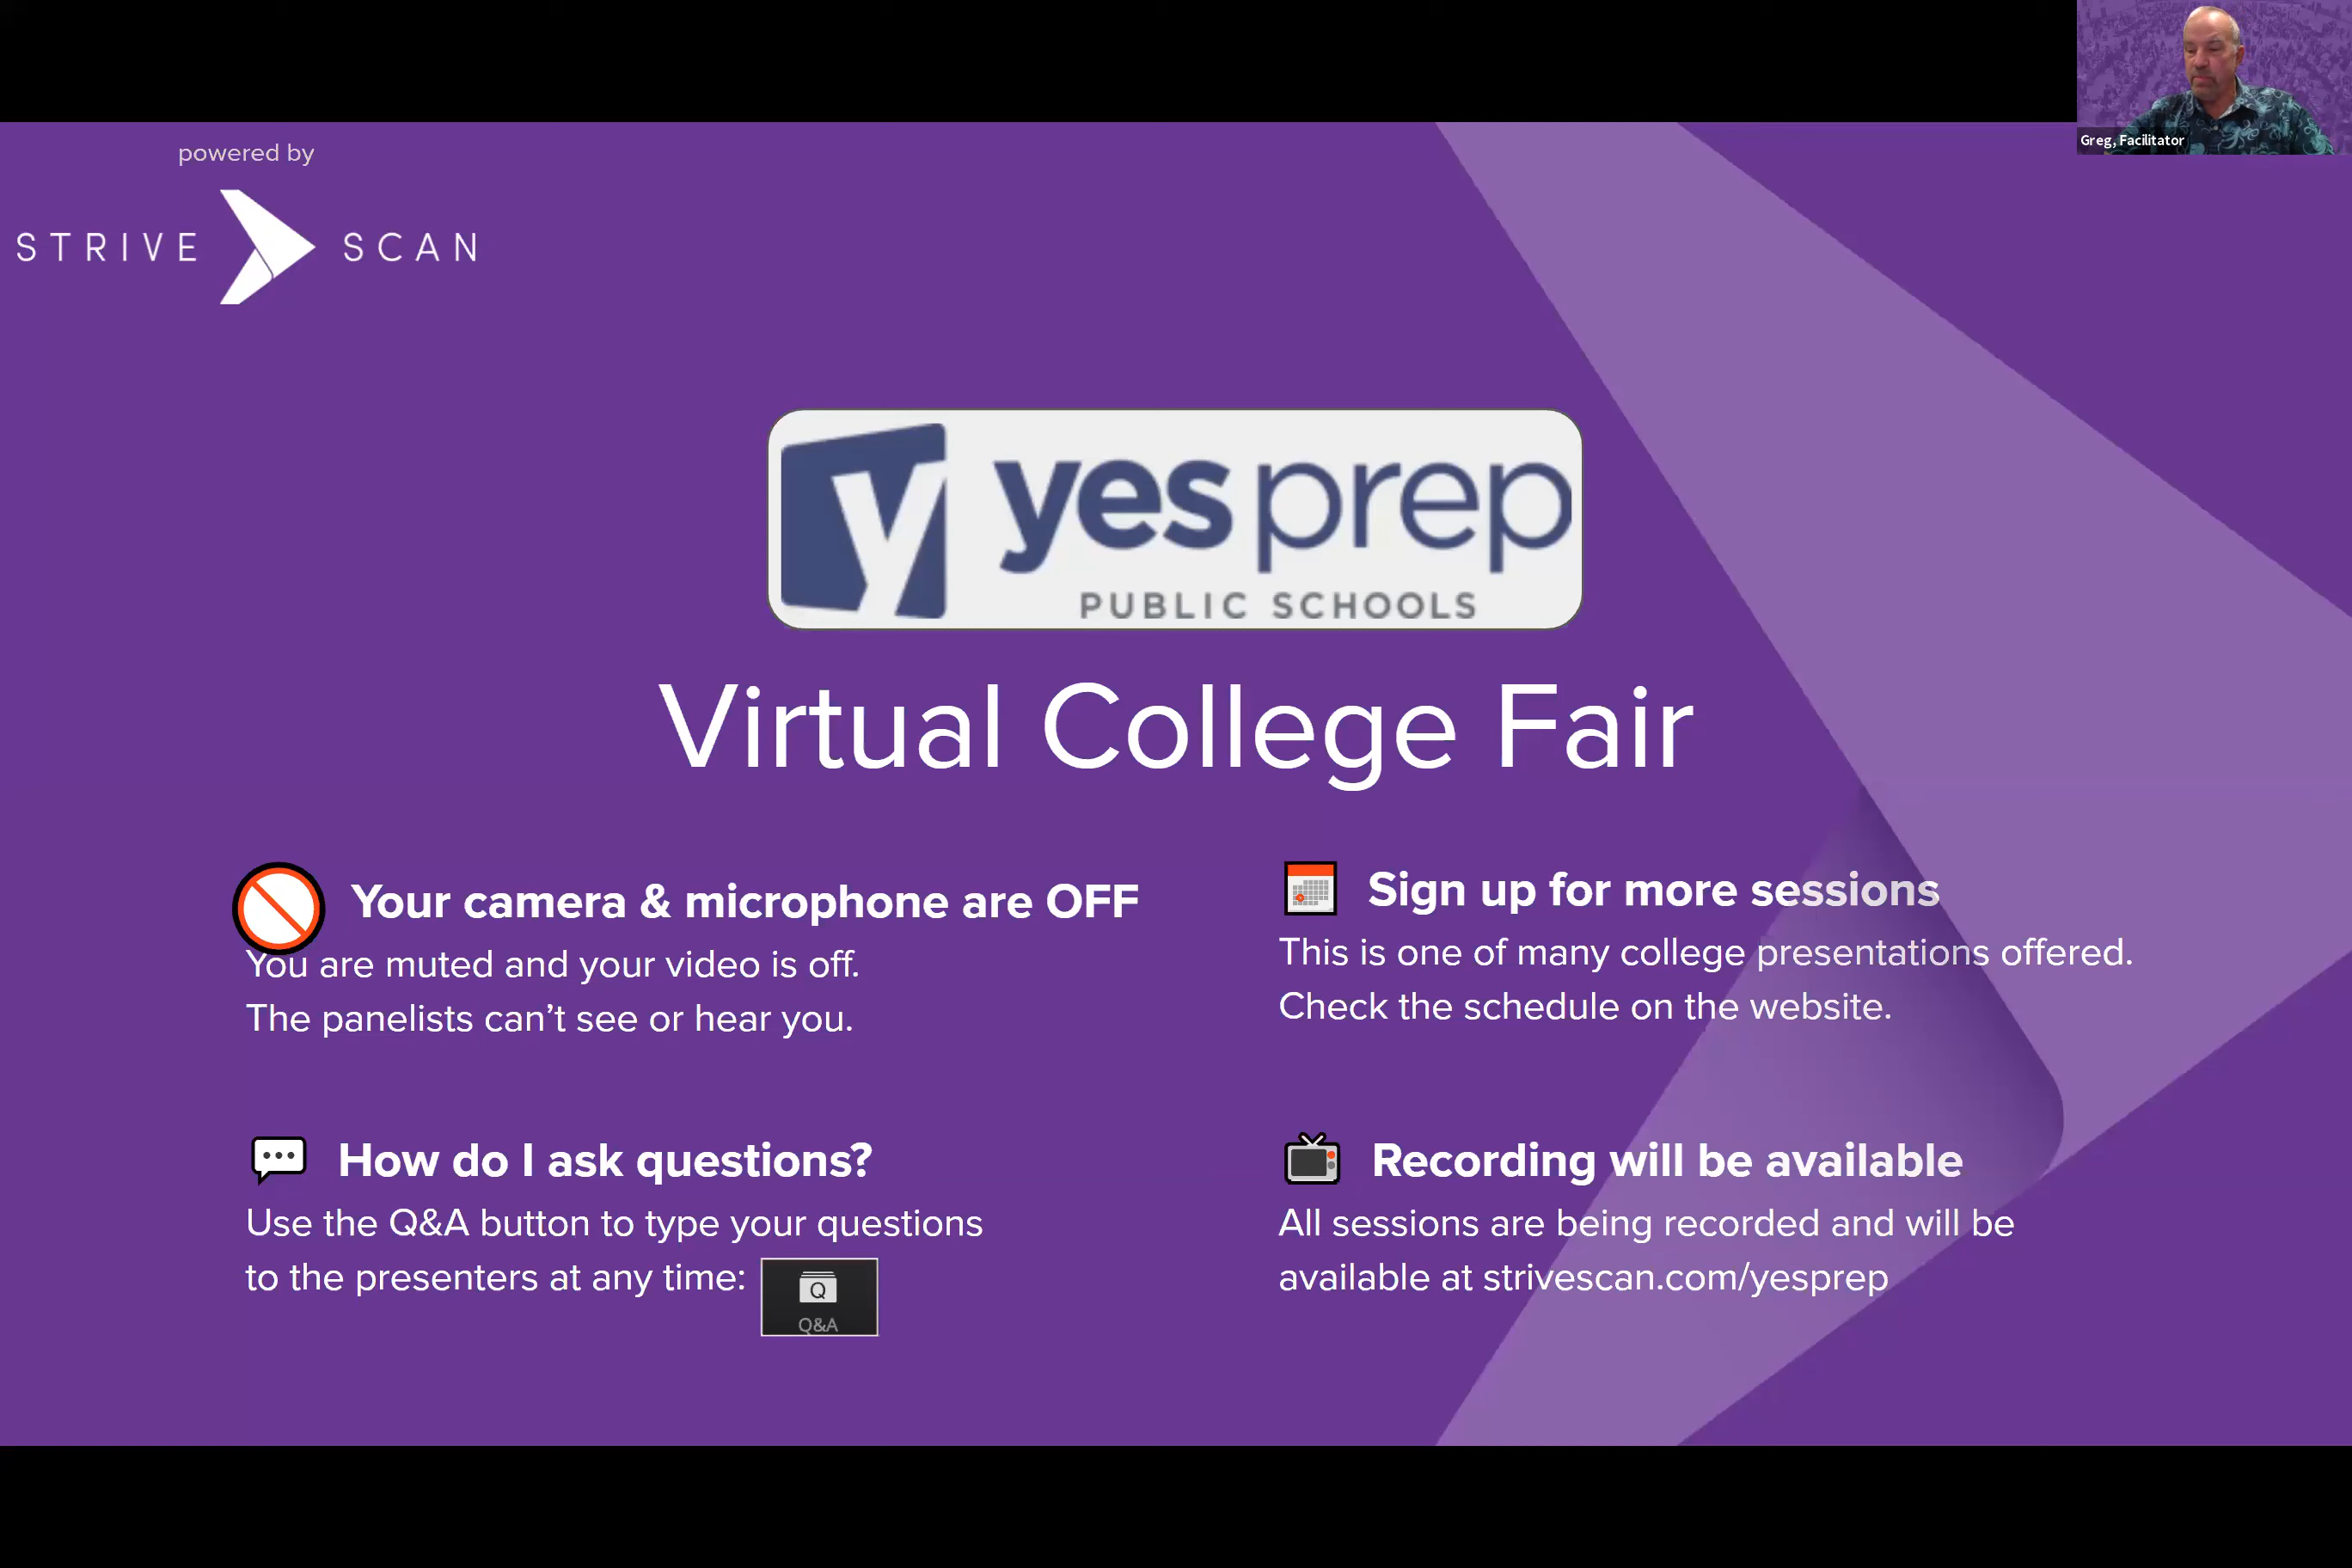 powered by
STRIVE SCAN
Greg, Facilitator
y yesprep
PUBLIC SCHOOLS
Virtual College Fair
Your camera & microphone are OFF
You are muted and your video is off.
The panelists can’t see or hear you.
How do I ask questions?
Use the Q&A button to type your questions
to the presenters at any time:
Q
Q&A
Sign up for more sessions
This is one of many college presentations offered.
Check the schedule on the website.
Recording will be available
All sessions are being recorded and will be
available at strivescan.com/yesprep